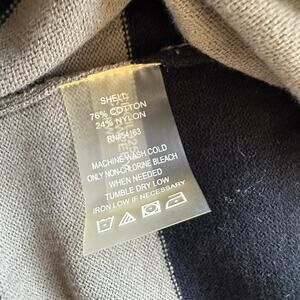 SHELL:
76% COTTON
24% NYLON
RN#54163
MACHINE WASH COLD
ONLY NON-CHLORINE BLEACH
WHEN NEEDED
TUMBLE DRY LOW
IRON LOW IF NECESSARY